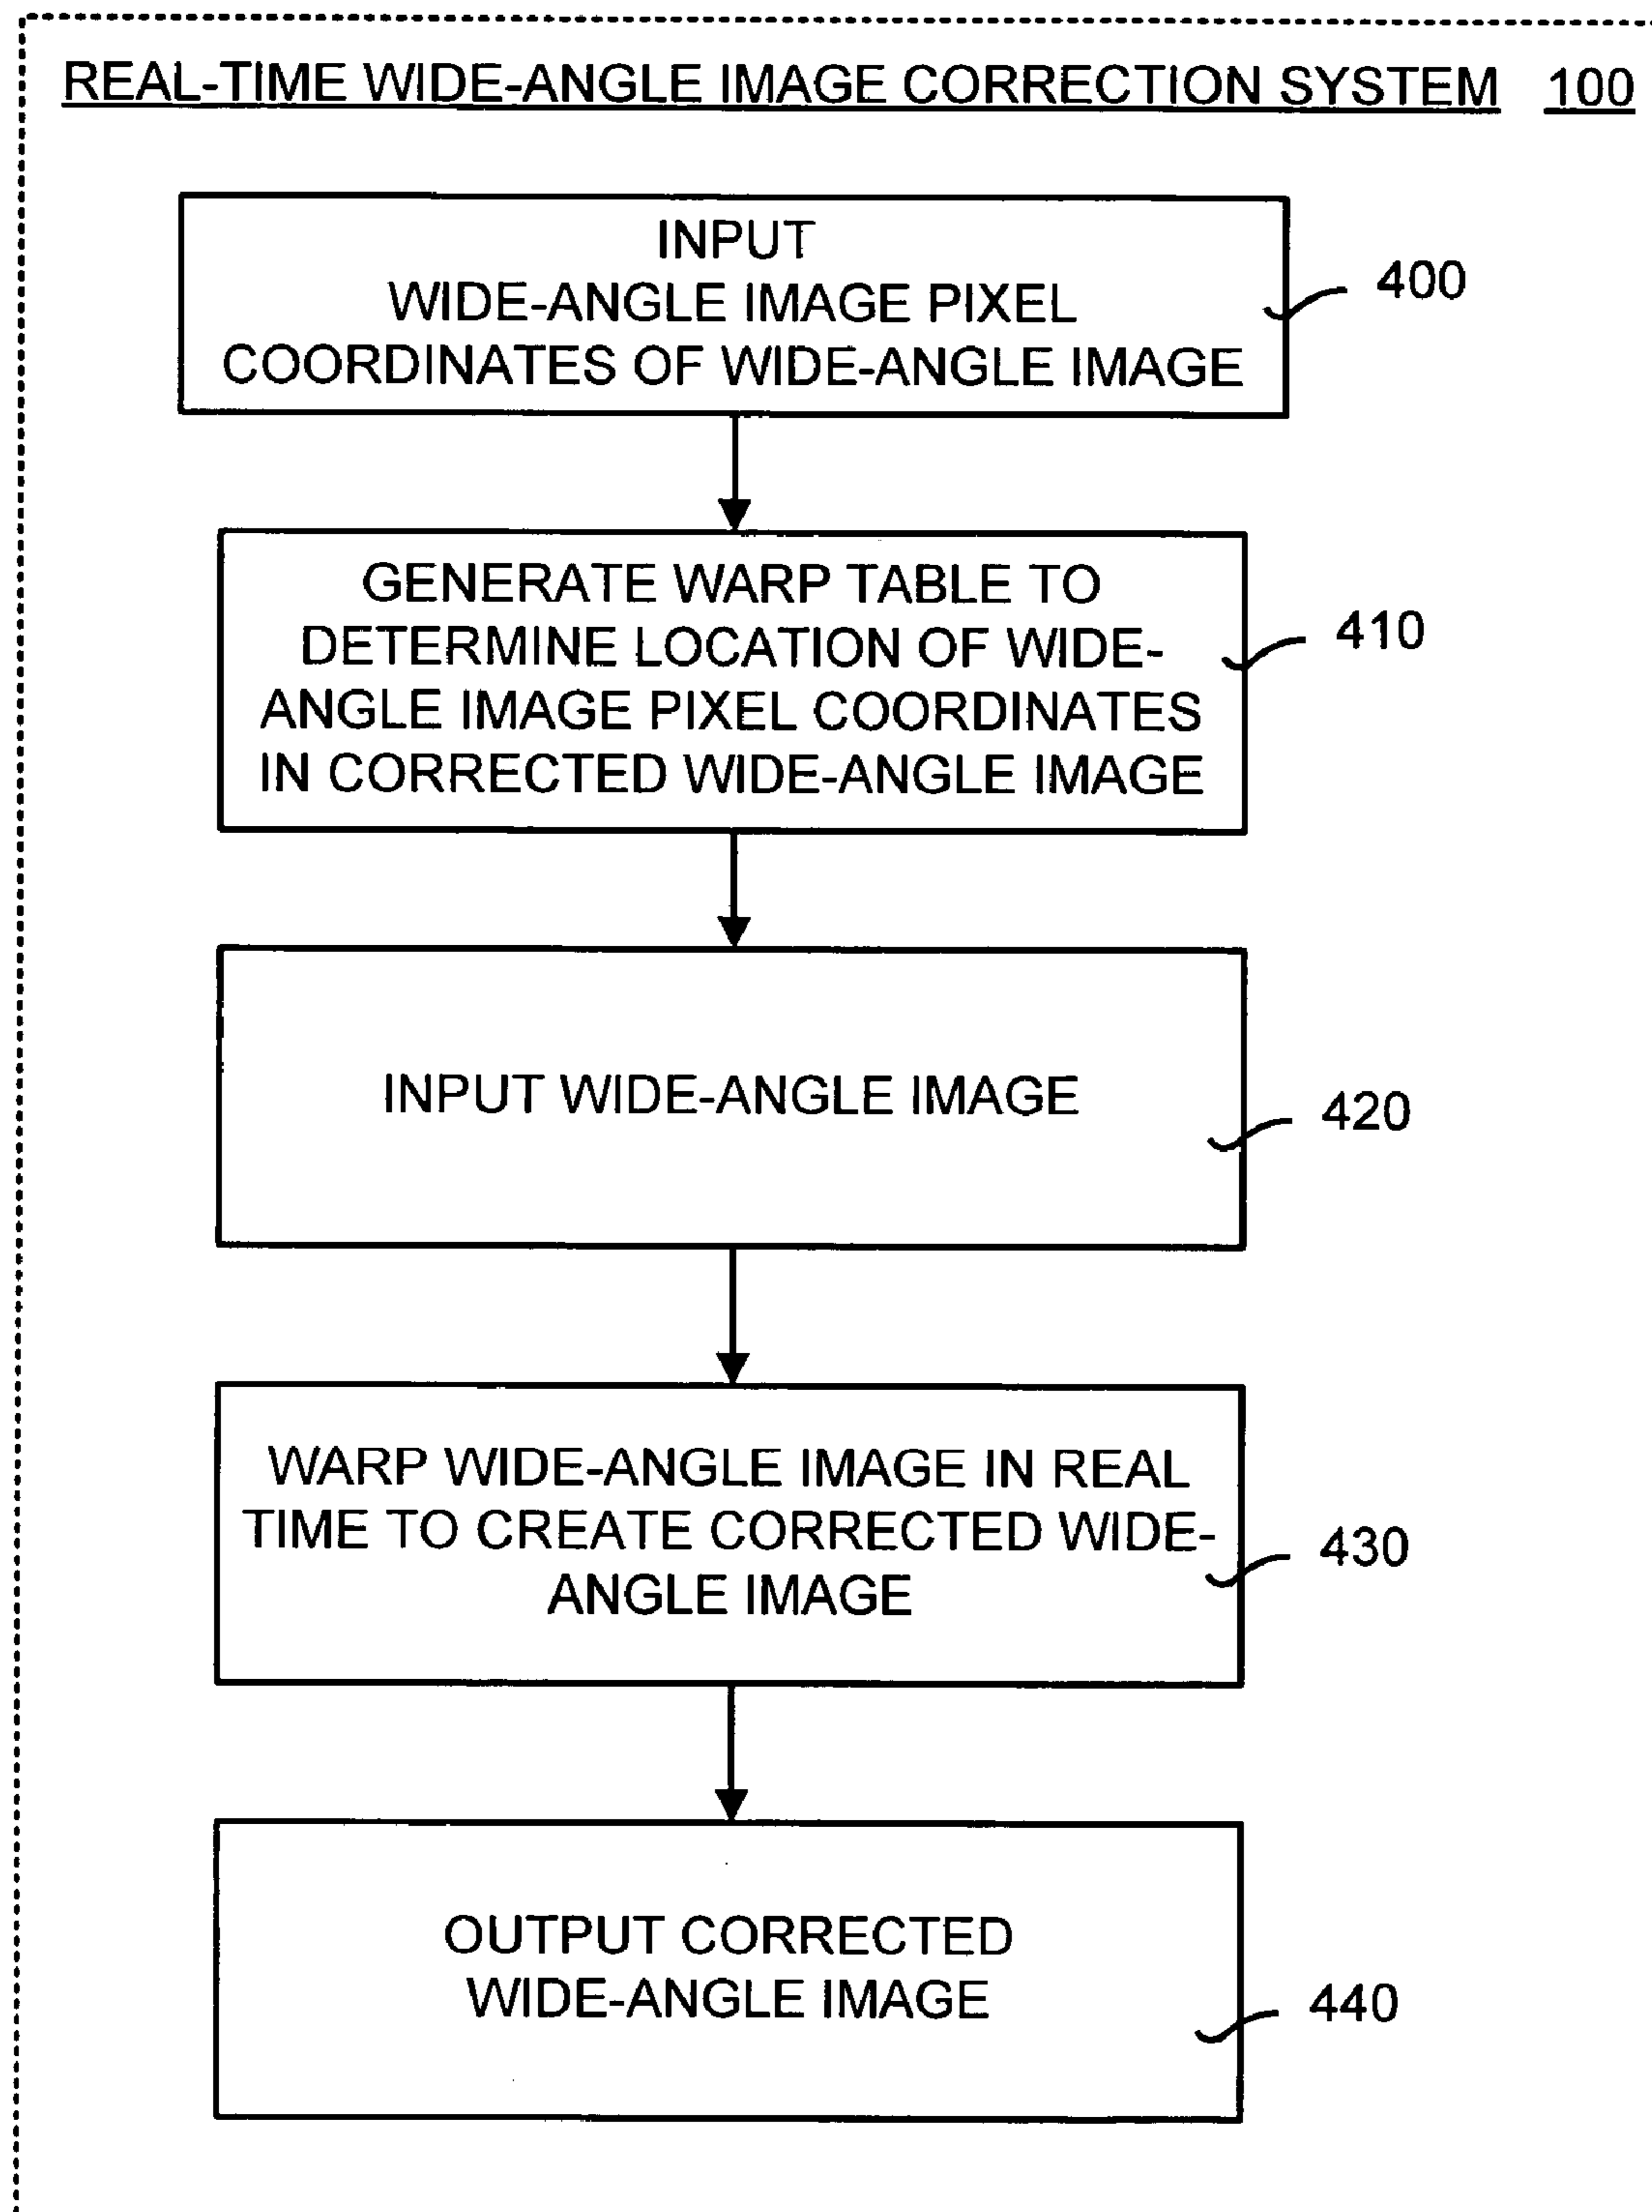 REAL-TIME WIDE-ANGLE IMAGE CORRECTION SYSTEM 100
INPUT
WIDE-ANGLE IMAGE PIXEL
COORDINATES OF WIDE-ANGLE IMAGE
400
GENERATE WARP TABLE TO
DETERMINE LOCATION OF WIDE-
ANGLE IMAGE PIXEL COORDINATES
IN CORRECTED WIDE-ANGLE IMAGE
410
INPUT WIDE-ANGLE IMAGE
420
WARP WIDE-ANGLE IMAGE IN REAL
TIME TO CREATE CORRECTED WIDE-
ANGLE IMAGE
430
OUTPUT CORRECTED
WIDE-ANGLE IMAGE
440